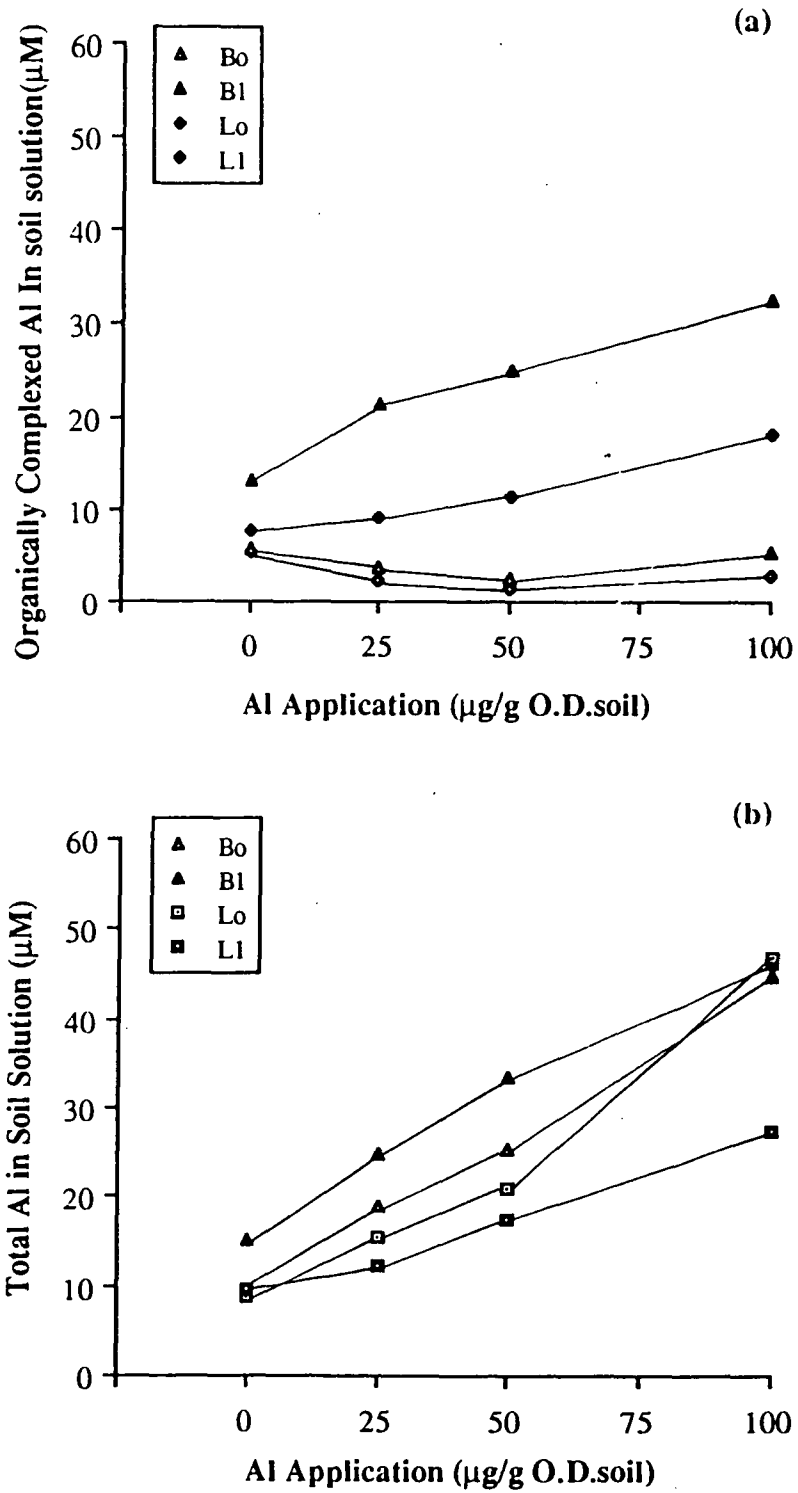 (a)
Organically Complexed Al In soil solution(µM)
60
50
40
30
20
10
0
Bo
B1
Lo
L1
0 25 50 75 100
Al Application (µg/g O.D.soil)
(b)
Total Al in Soil Solution (µM)
60
50
40
30
20
10
0
Bo
B1
Lo
L1
0 25 50 75 100
Al Application (µg/g O.D.soil)